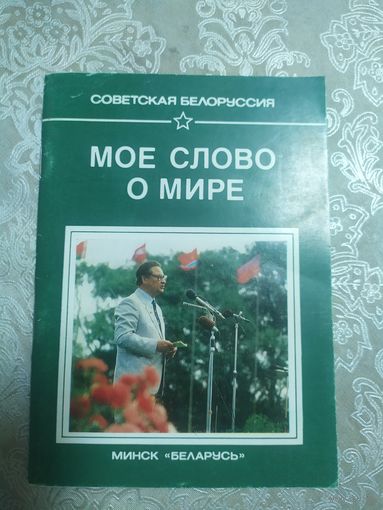 СОВЕТСКАЯ БЕЛОРУССИЯ
МОЕ СЛОВО
О МИРЕ
МИНСК «БЕЛАРУСЬ»